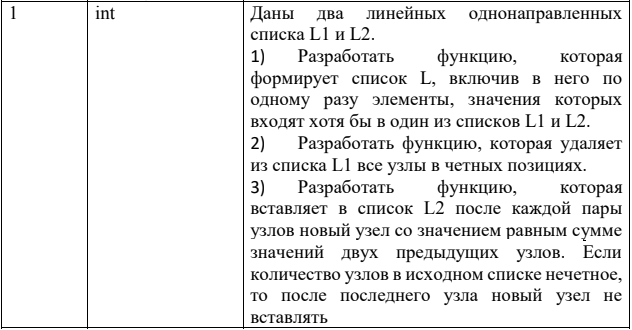 1 int Даны два линейных однонаправленных
списка L1 и L2.
1) Разработать функцию, которая
формирует список L, включив в него по
одному разу элементы, значения которых
входят хотя бы в один из списков L1 и L2.
2) Разработать функцию, которая удаляет
из списка L1 все узлы в четных позициях.
3) Разработать функцию, которая
вставляет в список L2 после каждой пары
узлов новый узел со значением равным сумме
значений двух предыдущих узлов. Если
количество узлов в исходном списке нечетное,
то после последнего узла новый узел не
вставлять